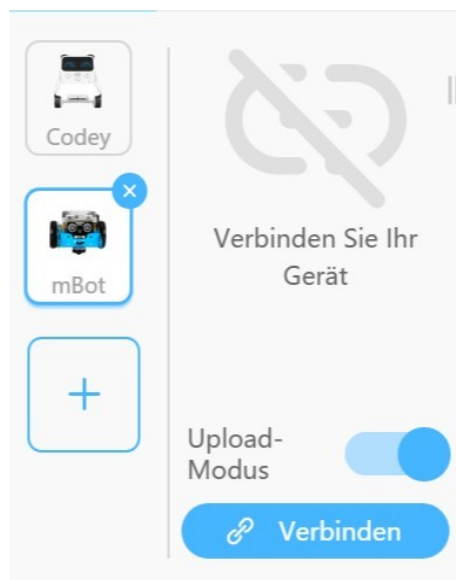 Codey
mBot
Verbinden Sie Ihr
Gerät
Upload-
Modus
Verbinden